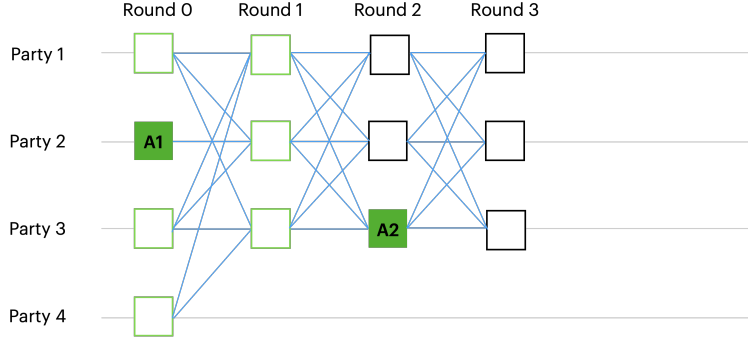 Round 0 Round 1 Round 2 Round 3
Party 1
Party 2 A1
Party 3 A2
Party 4